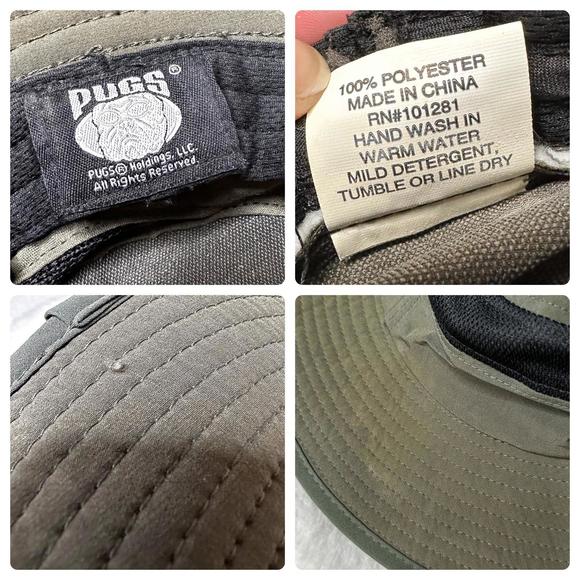 PUGS®
PUGS® Holdings, LLC.
All Rights Reserved.
100% POLYESTER
MADE IN CHINA
RN#101281
HAND WASH IN
WARM WATER
MILD DETERGENT,
TUMBLE OR LINE DRY